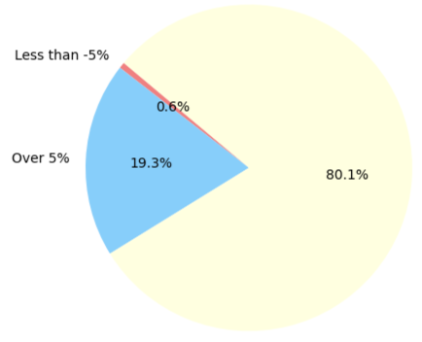 Less than -5%
0.6%
Over 5%
19.3%
80.1%